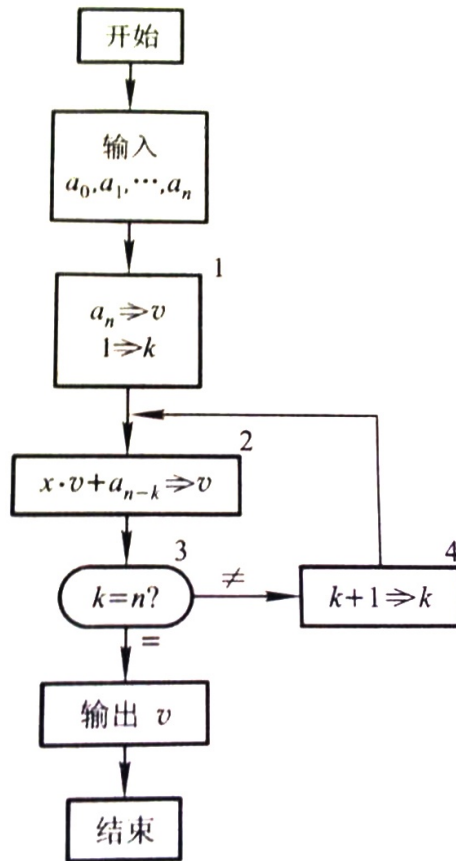 开始
输入
a₀,a₁,⋯,aₙ
1
aₙ⇒v
1⇒k
2
x·v+aₙ₋ₖ⇒v
3
k=n?
≠
4
k+1⇒k
=
输出 v
结束